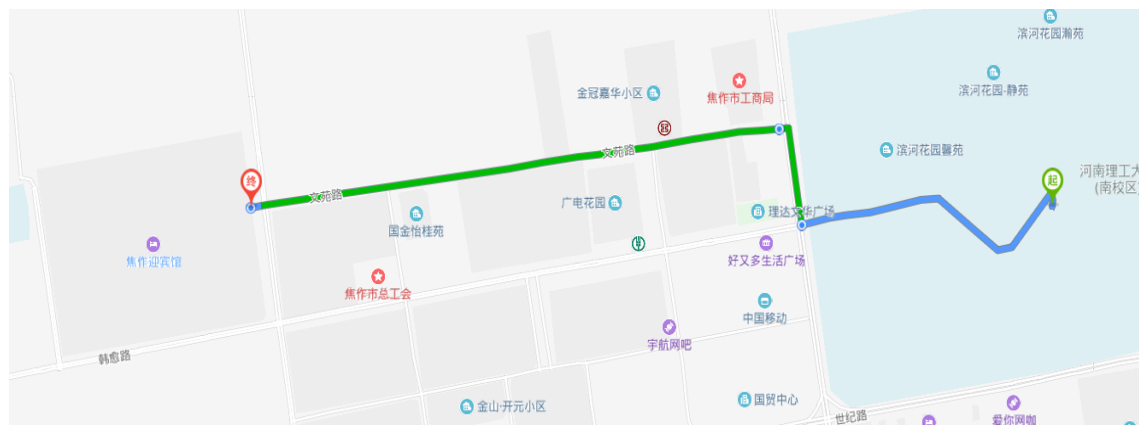 滨河花园瀚苑
焦作市工商局
金冠嘉华小区
滨河花园-静苑
文苑路
滨河花园馨苑
终
文苑路
起
河南理工大
(南校区)
广电花园
理达文华广场
国金怡桂苑
焦作迎宾馆
好又多生活广场
焦作市总工会
中国移动
宇航网吧
韩愈路
国贸中心
金山·开元小区
世纪路
爱你网咖